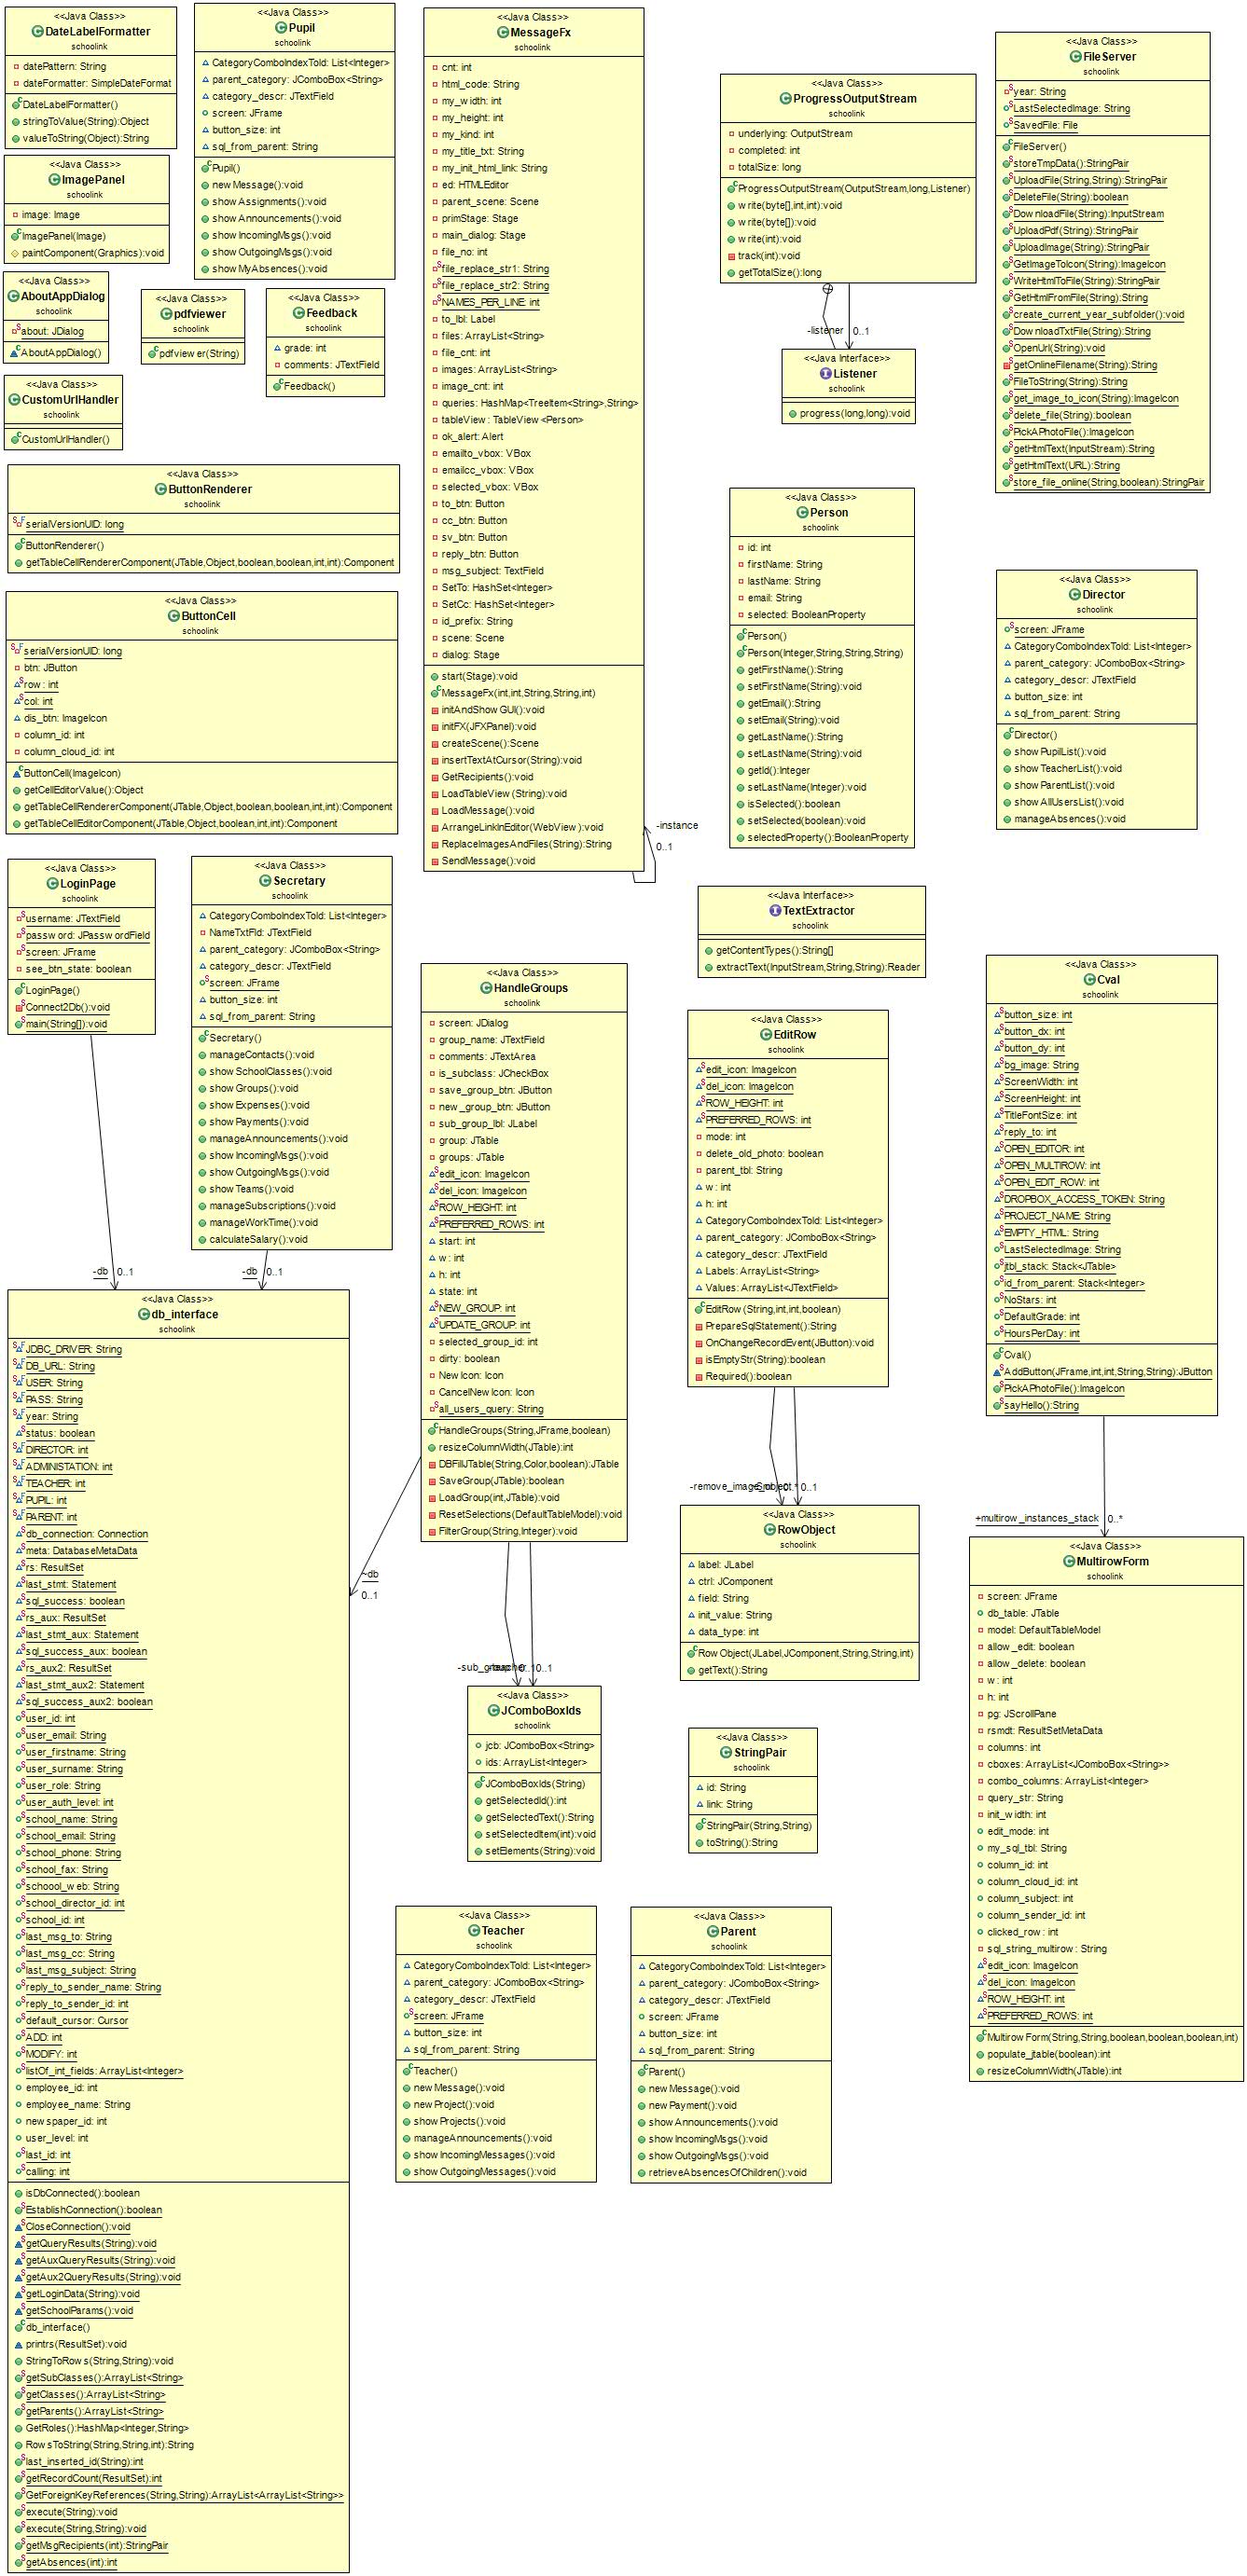 <<Java Class>>
DateLabelFormatter
schoolink
datePattern: String
dateFormatter: SimpleDateFormat
DateLabelFormatter()
stringToValue(String):Object
valueToString(Object):String
<<Java Class>>
Pupil
schoolink
CategoryComboIndexToId: List<Integer>
parent_category: JComboBox<String>
category_descr: JTextField
screen: JFrame
button_size: int
sql_from_parent: String
Pupil()
new Message():void
show Assignments():void
show Announcements():void
show IncomingMsgs():void
show OutgoingMsgs():void
show MyAbsences():void
<<Java Class>>
MessageFx
schoolink
cnt: int
html_code: String
my_width: int
my_height: int
my_kind: int
my_title_txt: String
my_init_html_link: String
ed: HTMLEditor
parent_scene: Scene
primStage: Stage
main_dialog: Stage
file_no: int
file_replace_str1: String
file_replace_str2: String
NAMES_PER_LINE: int
to_lbl: Label
files: ArrayList<String>
file_cnt: int
images: ArrayList<String>
image_cnt: int
queries: HashMap<TreeItem<String>,String>
tableView : TableView <Person>
ok_alert: Alert
emailto_vbox: VBox
emailcc_vbox: VBox
selected_vbox: VBox
to_btn: Button
cc_btn: Button
sv_btn: Button
reply_btn: Button
msg_subject: TextField
SetTo: HashSet<Integer>
SetCc: HashSet<Integer>
id_prefix: String
scene: Scene
dialog: Stage
start(Stage):void
MessageFx(int,int,String,String,int)
initAndShow GUI():void
initFX(JFXPanel):void
createScene():Scene
insertTextAtCursor(String):void
GetRecipients():void
LoadTableView (String):void
LoadMessage():void
ArrangeLinkInEditor(WebView ):void
ReplaceImagesAndFiles(String):String
SendMessage():void
-instance
0..1
<<Java Class>>
ProgressOutputStream
schoolink
underlying: OutputStream
completed: int
totalSize: long
ProgressOutputStream(OutputStream,long,Listener)
w rite(byte[],int,int):void
w rite(byte[]):void
w rite(int):void
track(int):void
getTotalSize():long
-listener
0..1
<<Java Interface>>
Listener
schoolink
progress(long,long):void
<<Java Class>>
FileServer
schoolink
year: String
LastSelectedImage: String
SavedFile: File
FileServer()
storeTmpData():StringPair
UploadFile(String,String):StringPair
DeleteFile(String):boolean
Dow nloadFile(String):InputStream
UploadPdf(String):StringPair
UploadImage(String):StringPair
GetImageToIcon(String):ImageIcon
WriteHtmlToFile(String):StringPair
GetHtmlFromFile(String):String
create_current_year_subfolder():void
Dow nloadTxtFile(String):String
OpenUrl(String):void
getOnlineFilename(String):String
FileToString(String):String
get_image_to_icon(String):ImageIcon
delete_file(String):boolean
PickAPhotoFile():ImageIcon
getHtmlText(InputStream):String
getHtmlText(URL):String
store_file_online(String,boolean):StringPair
<<Java Class>>
ImagePanel
schoolink
image: Image
ImagePanel(Image)
paintComponent(Graphics):void
<<Java Class>>
AboutAppDialog
schoolink
about: JDialog
AboutAppDialog()
<<Java Class>>
pdfviewer
schoolink
pdfview er(String)
<<Java Class>>
Feedback
schoolink
grade: int
comments: JTextField
Feedback()
<<Java Class>>
CustomUrlHandler
schoolink
CustomUrlHandler()
<<Java Class>>
ButtonRenderer
schoolink
serialVersionUID: long
ButtonRenderer()
getTableCellRendererComponent(JTable,Object,boolean,boolean,int,int):Component
<<Java Class>>
ButtonCell
schoolink
serialVersionUID: long
btn: JButton
row : int
col: int
dis_btn: ImageIcon
column_id: int
column_cloud_id: int
ButtonCell(ImageIcon)
getCellEditorValue():Object
getTableCellRendererComponent(JTable,Object,boolean,boolean,int,int):Component
getTableCellEditorComponent(JTable,Object,boolean,int,int):Component
<<Java Class>>
Person
schoolink
id: int
firstName: String
lastName: String
email: String
selected: BooleanProperty
Person()
Person(Integer,String,String,String)
getFirstName():String
setFirstName(String):void
getEmail():String
setEmail(String):void
getLastName():String
setLastName(String):void
getId():Integer
setLastName(Integer):void
isSelected():boolean
setSelected(boolean):void
selectedProperty():BooleanProperty
<<Java Class>>
Director
schoolink
screen: JFrame
CategoryComboIndexToId: List<Integer>
parent_category: JComboBox<String>
category_descr: JTextField
button_size: int
sql_from_parent: String
Director()
show PupilList():void
show TeacherList():void
show ParentList():void
show AllUsersList():void
manageAbsences():void
<<Java Class>>
LoginPage
schoolink
username: JTextField
passw ord: JPassw ordField
screen: JFrame
see_btn_state: boolean
LoginPage()
Connect2Db():void
main(String[]):void
-db
0..1
<<Java Class>>
Secretary
schoolink
CategoryComboIndexToId: List<Integer>
NameTxtFld: JTextField
parent_category: JComboBox<String>
category_descr: JTextField
screen: JFrame
button_size: int
sql_from_parent: String
Secretary()
manageContacts():void
show SchoolClasses():void
show Groups():void
show Expenses():void
show Payments():void
manageAnnouncements():void
show IncomingMsgs():void
show OutgoingMsgs():void
show Teams():void
manageSubscriptions():void
manageWorkTime():void
calculateSalary():void
-db
0..1
<<Java Interface>>
TextExtractor
schoolink
getContentTypes():String[]
extractText(InputStream,String,String):Reader
<<Java Class>>
HandleGroups
schoolink
screen: JDialog
group_name: JTextField
comments: JTextArea
is_subclass: JCheckBox
save_group_btn: JButton
new _group_btn: JButton
sub_group_lbl: JLabel
group: JTable
groups: JTable
edit_icon: ImageIcon
del_icon: ImageIcon
ROW_HEIGHT: int
PREFERRED_ROWS: int
start: int
w : int
h: int
state: int
NEW_GROUP: int
UPDATE_GROUP: int
selected_group_id: int
dirty: boolean
New Icon: Icon
CancelNew Icon: Icon
all_users_query: String
HandleGroups(String,JFrame,boolean)
resizeColumnWidth(JTable):int
DBFillJTable(String,Color,boolean):JTable
SaveGroup(JTable):boolean
LoadGroup(int,JTable):void
ResetSelections(DefaultTableModel):void
FilterGroup(String,Integer):void
~db
0..1
<<Java Class>>
EditRow
schoolink
edit_icon: ImageIcon
del_icon: ImageIcon
ROW_HEIGHT: int
PREFERRED_ROWS: int
mode: int
delete_old_photo: boolean
parent_tbl: String
w : int
h: int
CategoryComboIndexToId: List<Integer>
parent_category: JComboBox<String>
category_descr: JTextField
Labels: ArrayList<String>
Values: ArrayList<JTextField>
EditRow (String,int,int,boolean)
PrepareSqlStatement():String
OnChangeRecordEvent(JButton):void
isEmptyStr(String):boolean
Required():boolean
0..1
<<Java Class>>
Cval
schoolink
button_size: int
button_dx: int
button_dy: int
bg_image: String
ScreenWidth: int
ScreenHeight: int
TitleFontSize: int
reply_to: int
OPEN_EDITOR: int
OPEN_MULTIROW: int
OPEN_EDIT_ROW: int
DROPBOX_ACCESS_TOKEN: String
PROJECT_NAME: String
EMPTY_HTML: String
LastSelectedImage: String
jtbl_stack: Stack<JTable>
id_from_parent: Stack<Integer>
NoStars: int
DefaultGrade: int
HoursPerDay: int
Cval()
AddButton(JFrame,int,int,String,String):JButton
PickAPhotoFile():ImageIcon
sayHello():String
+multirow_instances_stack
0..*
<<Java Class>>
db_interface
schoolink
JDBC_DRIVER: String
DB_URL: String
USER: String
PASS: String
year: String
status: boolean
DIRECTOR: int
ADMINISTATION: int
TEACHER: int
PUPIL: int
PARENT: int
db_connection: Connection
meta: DatabaseMetaData
rs: ResultSet
last_stmt: Statement
sql_success: boolean
rs_aux: ResultSet
last_stmt_aux: Statement
sql_success_aux: boolean
rs_aux2: ResultSet
last_stmt_aux2: Statement
sql_success_aux2: boolean
user_id: int
user_email: String
user_firstname: String
user_surname: String
user_role: String
user_auth_level: int
school_name: String
school_email: String
school_phone: String
school_fax: String
schoool_w eb: String
school_director_id: int
school_id: int
last_msg_to: String
last_msg_cc: String
last_msg_subject: String
reply_to_sender_name: String
reply_to_sender_id: int
default_cursor: Cursor
ADD: int
MODIFY: int
listOf_int_fields: ArrayList<Integer>
employee_id: int
employee_name: String
new spaper_id: int
user_level: int
last_id: int
calling: int
isDbConnected():boolean
EstablishConnection():boolean
CloseConnection():void
getQueryResults(String):void
getAuxQueryResults(String):void
getAux2QueryResults(String):void
getLoginData(String):void
getSchoolParams():void
db_interface()
printrs(ResultSet):void
StringToRow s(String,String):void
getSubClasses():ArrayList<String>
getClasses():ArrayList<String>
getParents():ArrayList<String>
GetRoles():HashMap<Integer,String>
Row sToString(String,String,int):String
last_inserted_id(String):int
getRecordCount(ResultSet):int
GetForeignKeyReferences(String,String):ArrayList<ArrayList<String>>
execute(String):void
execute(String,String):void
getMsgRecipients(int):StringPair
getAbsences(int):int
<<Java Class>>
RowObject
schoolink
label: JLabel
ctrl: JComponent
field: String
init_value: String
data_type: int
Row Object(JLabel,JComponent,String,String,int)
getText():String
<<Java Class>>
MultirowForm
schoolink
screen: JFrame
db_table: JTable
model: DefaultTableModel
allow_edit: boolean
allow_delete: boolean
w : int
h: int
pg: JScrollPane
rsmdt: ResultSetMetaData
columns: int
cboxes: ArrayList<JComboBox<String>>
combo_columns: ArrayList<Integer>
query_str: String
init_width: int
edit_mode: int
my_sql_tbl: String
column_id: int
column_cloud_id: int
column_subject: int
column_sender_id: int
clicked_row : int
sql_string_multirow : String
edit_icon: ImageIcon
del_icon: ImageIcon
ROW_HEIGHT: int
PREFERRED_ROWS: int
Multirow Form(String,String,boolean,boolean,boolean,int)
populate_jtable(boolean):int
resizeColumnWidth(JTable):int
0..1
<<Java Class>>
JComboBoxIds
schoolink
jcb: JComboBox<String>
ids: ArrayList<Integer>
JComboBoxIds(String)
getSelectedId():int
getSelectedText():String
setSelectedItem(int):void
setElements(String):void
<<Java Class>>
StringPair
schoolink
id: String
link: String
StringPair(String,String)
toString():String
<<Java Class>>
Teacher
schoolink
CategoryComboIndexToId: List<Integer>
parent_category: JComboBox<String>
category_descr: JTextField
screen: JFrame
button_size: int
sql_from_parent: String
Teacher()
new Message():void
new Project():void
show Projects():void
manageAnnouncements():void
show IncomingMessages():void
show OutgoingMessages():void
<<Java Class>>
Parent
schoolink
CategoryComboIndexToId: List<Integer>
parent_category: JComboBox<String>
category_descr: JTextField
screen: JFrame
button_size: int
sql_from_parent: String
Parent()
new Message():void
new Payment():void
show Announcements():void
show IncomingMsgs():void
show OutgoingMsgs():void
retrieveAbsencesOfChildren():void